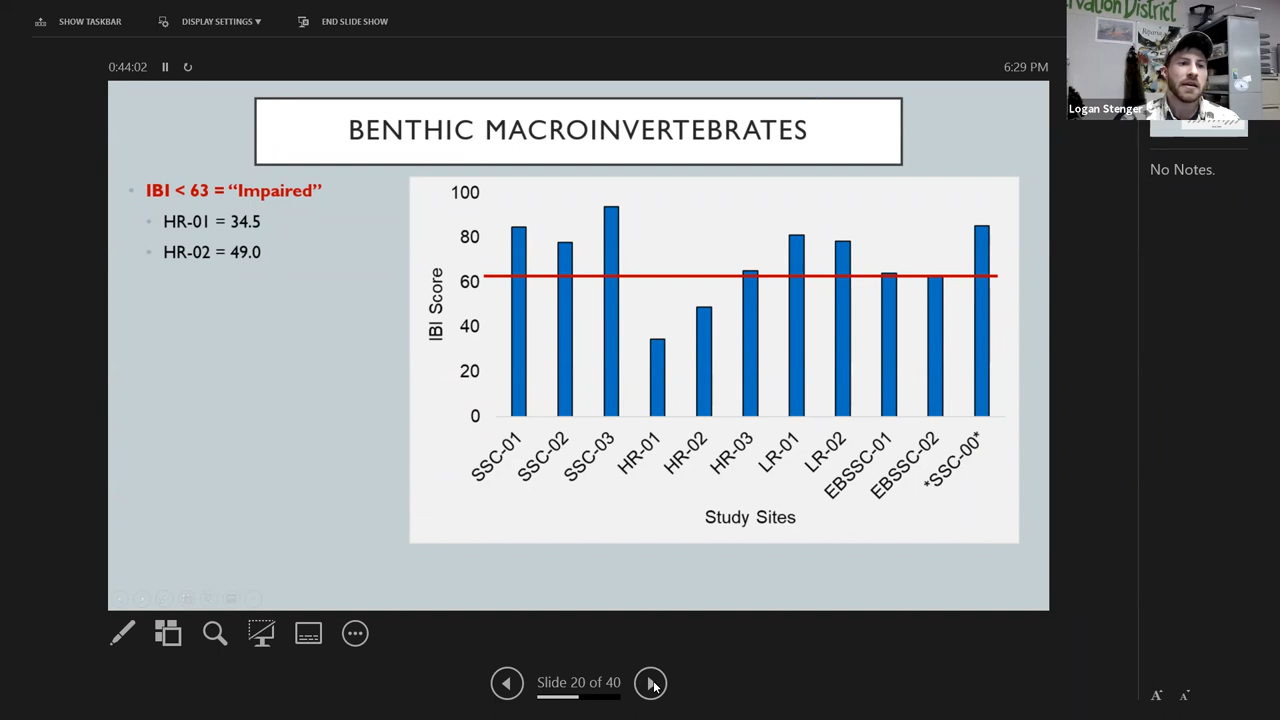 SHOW TASKBAR
DISPLAY SETTINGS ▼
END SLIDE SHOW
vation District
Logan Stenger
0:44:02
6:29 PM
No Notes.
BENTHIC MACROINVERTEBRATES
• IBI < 63 = “Impaired”
• HR-01 = 34.5
• HR-02 = 49.0
100
80
60
40
20
0
IBI Score
SSC-01
SSC-02
SSC-03
HR-01
HR-02
HR-03
LR-01
LR-02
EBSSC-01
EBSSC-02
*SSC-00*
Study Sites
Slide 20 of 40
A
A